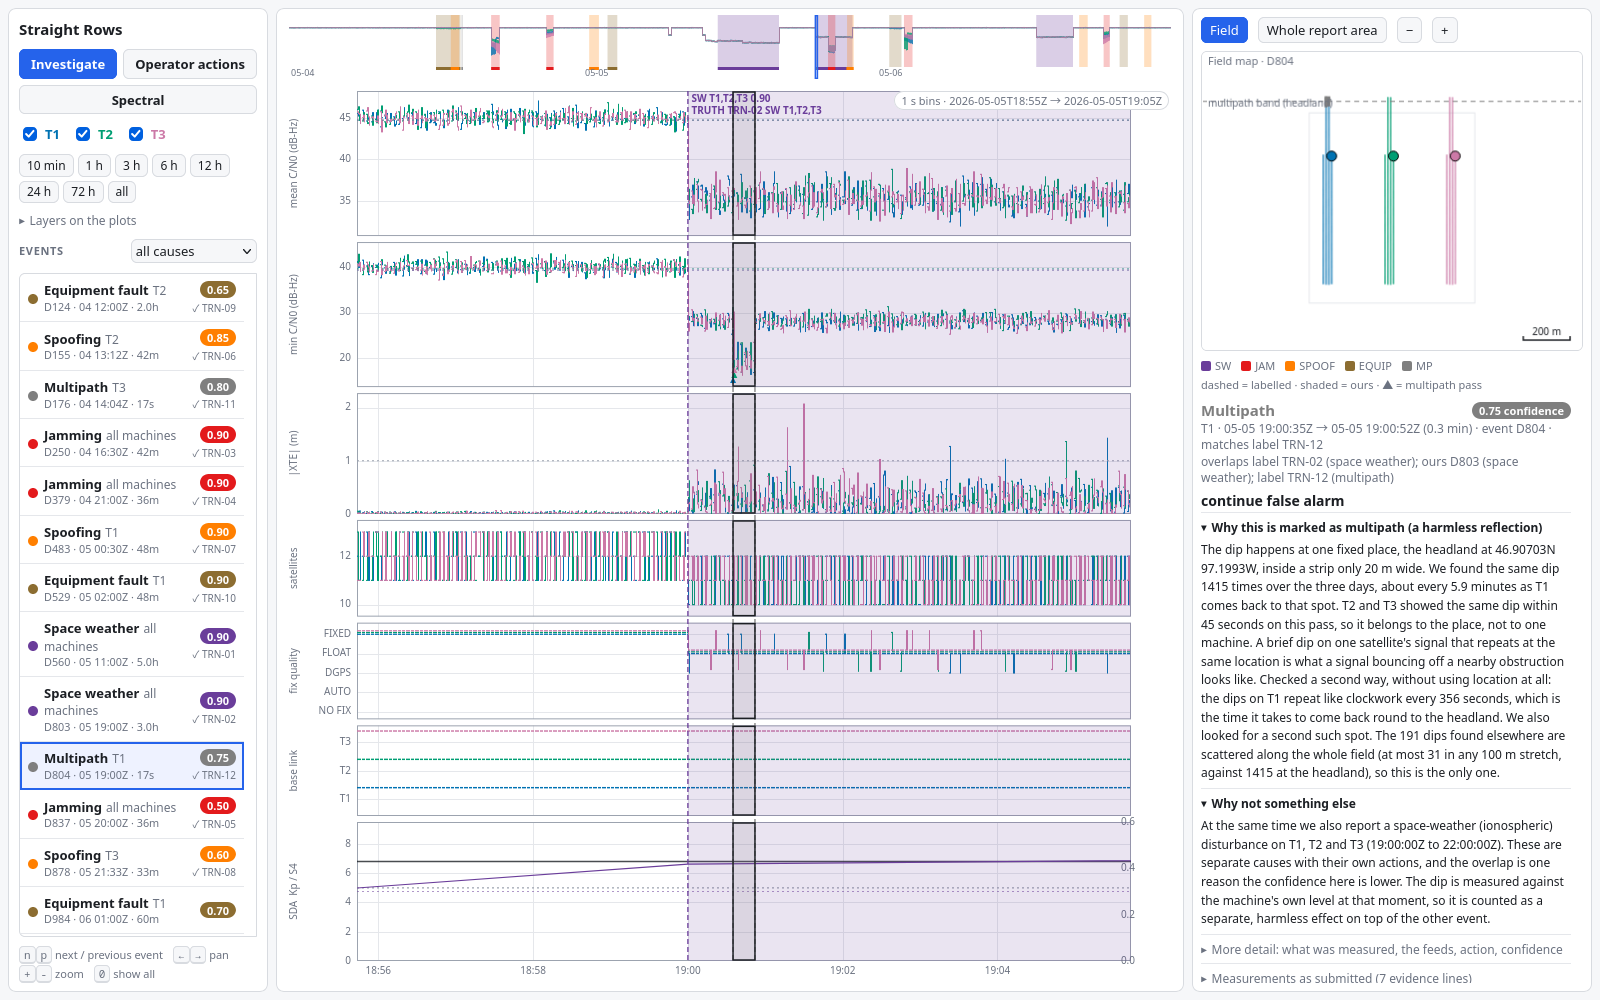 Straight Rows
Investigate
Operator actions
Spectral
T1
T2
T3
10 min
1 h
3 h
6 h
12 h
24 h
72 h
all
▸ Layers on the plots
EVENTS
all causes
Equipment fault T2
0.65
D124 · 04 12:00Z · 2.0h
✓ TRN-09
Spoofing T2
0.85
D155 · 04 13:12Z · 42m
✓ TRN-06
Multipath T3
0.80
D176 · 04 14:04Z · 17s
✓ TRN-11
Jamming all machines
0.90
D250 · 04 16:30Z · 42m
✓ TRN-03
Jamming all machines
0.90
D379 · 04 21:00Z · 36m
✓ TRN-04
Spoofing T1
0.90
D483 · 05 00:30Z · 48m
✓ TRN-07
Equipment fault T1
0.90
D529 · 05 02:00Z · 48m
✓ TRN-10
Space weather all
machines
0.90
D560 · 05 11:00Z · 5.0h
✓ TRN-01
Space weather all
machines
0.90
D803 · 05 19:00Z · 3.0h
✓ TRN-02
Multipath T1
0.75
D804 · 05 19:00Z · 17s
✓ TRN-12
Jamming all machines
0.50
D837 · 05 20:00Z · 36m
✓ TRN-05
Spoofing T3
0.60
D878 · 05 21:33Z · 33m
✓ TRN-08
Equipment fault T1
0.70
D984 · 06 01:00Z · 60m
n p next / previous event ← → pan
+ - zoom 0 show all
05-04
05-05
05-06
SW T1,T2,T3 0.90
TRUTH TRN-02 SW T1,T2,T3
1 s bins · 2026-05-05T18:55Z → 2026-05-05T19:05Z
mean C/N0 (dB-Hz)
45
40
35
min C/N0 (dB-Hz)
40
30
20
|XTE| (m)
2
1
0
satellites
12
10
fix quality
FIXED
FLOAT
DGPS
AUTO
NO FIX
base link
T3
T2
T1
SDA Kp / S4
8
6
4
2
0
0.6
0.4
0.2
0.0
18:56
18:58
19:00
19:02
19:04
Field
Whole report area
−
+
Field map · D804
multipath band (headland)
200 m
SW
JAM
SPOOF
EQUIP
MP
dashed = labelled · shaded = ours · ▲ = multipath pass
Multipath
0.75 confidence
T1 · 05-05 19:00:35Z → 05-05 19:00:52Z (0.3 min) · event D804 ·
matches label TRN-12
overlaps label TRN-02 (space weather); ours D803 (space
weather); label TRN-12 (multipath)
continue false alarm
▾ Why this is marked as multipath (a harmless reflection)
The dip happens at one fixed place, the headland at 46.90703N
97.1993W, inside a strip only 20 m wide. We found the same dip
1415 times over the three days, about every 5.9 minutes as T1
comes back to that spot. T2 and T3 showed the same dip within
45 seconds on this pass, so it belongs to the place, not to one
machine. A brief dip on one satellite's signal that repeats at the
same location is what a signal bouncing off a nearby obstruction
looks like. Checked a second way, without using location at all:
the dips on T1 repeat like clockwork every 356 seconds, which is
the time it takes to come back round to the headland. We also
looked for a second such spot. The 191 dips found elsewhere are
scattered along the whole field (at most 31 in any 100 m stretch,
against 1415 at the headland), so this is the only one.
▾ Why not something else
At the same time we also report a space-weather (ionospheric)
disturbance on T1, T2 and T3 (19:00:00Z to 22:00:00Z). These are
separate causes with their own actions, and the overlap is one
reason the confidence here is lower. The dip is measured against
the machine's own level at that moment, so it is counted as a
separate, harmless effect on top of the other event.
▸ More detail: what was measured, the feeds, action, confidence
▸ Measurements as submitted (7 evidence lines)